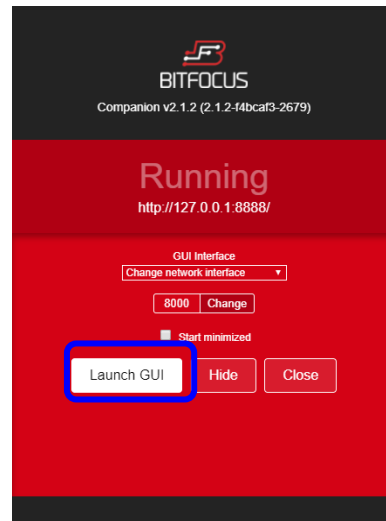 BITFOCUS
Companion v2.1.2 (2.1.2-f4bcaf3-2679)
Running
http://127.0.0.1:8888/
GUI Interface
Change network interface
8000 Change
Start minimized
Launch GUI Hide Close